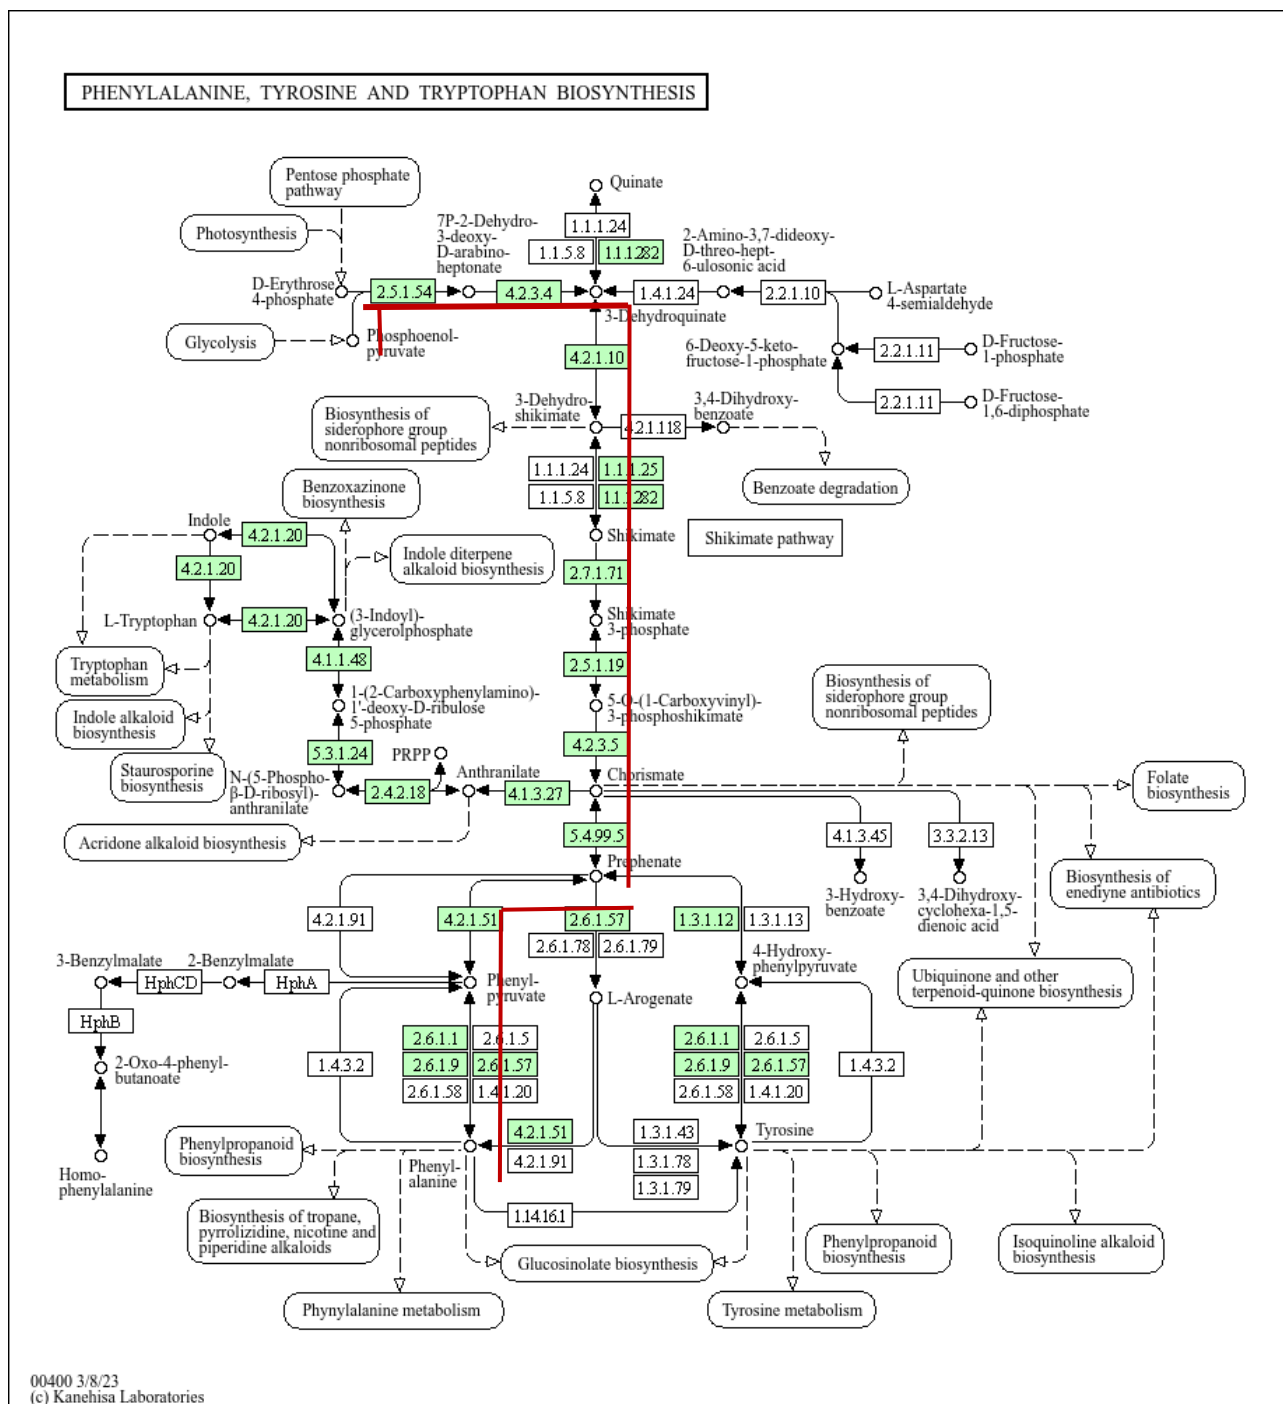 PHENYLALANINE, TYROSINE AND TRYPTOPHAN BIOSYNTHESIS
Pentose phosphate
pathway
Photosynthesis
Quinate
1.1.1.24
1.1.5.8
1.1.1.282
7P-2-Dehydro-
3-deoxy-
D-arabino-
heptonate
2-Amino-3,7-dideoxy-
D-threo-hept-
6-ulosonic acid
D-Erythrose
4-phosphate
2.5.1.54
4.2.3.4
1.4.1.24
2.2.1.10
L-Aspartate
4-semialdehyde
3-Dehydroquinate
Glycolysis
Phosphoenol-
pyruvate
4.2.1.10
6-Deoxy-5-keto-
fructose-1-phosphate
2.2.1.11
D-Fructose-
1-phosphate
2.2.1.11
D-Fructose-
1,6-diphosphate
3-Dehydro-
shikimate
3,4-Dihydroxy-
benzoate
Biosynthesis of
siderophore group
nonribosomal peptides
4.2.1.118
Benzoate degradation
1.1.1.24
1.1.1.25
1.1.5.8
1.1.1.282
Benzoxazinone
biosynthesis
Indole
4.2.1.20
Shikimate
Shikimate pathway
Indole diterpene
alkaloid biosynthesis
4.2.1.20
2.7.1.71
L-Tryptophan
4.2.1.20
(3-Indoyl)-
glycerolphosphate
Shikimate
3-phosphate
Tryptophan
metabolism
4.1.1.48
2.5.1.19
1-(2-Carboxyphenylamino)-
1'-deoxy-D-ribulose
5-phosphate
5-O-(1-Carboxyvinyl)-
3-phosphoshikimate
Biosynthesis of
siderophore group
nonribosomal peptides
Indole alkaloid
biosynthesis
5.3.1.24
PRPP
4.2.3.5
Staurosporine
biosynthesis
N-(5-Phospho-
β-D-ribosyl)-
anthranilate
2.4.2.18
Anthranilate
4.1.3.27
Chorismate
Folate
biosynthesis
Acridone alkaloid biosynthesis
5.4.99.5
4.1.3.45
3.3.2.13
Prephenate
3-Hydroxy-
benzoate
3,4-Dihydroxy-
cyclohexa-1,5-
dienoic acid
Biosynthesis of
enediyne antibiotics
4.2.1.91
4.2.1.51
2.6.1.57
1.3.1.12
1.3.1.13
2.6.1.78
2.6.1.79
4-Hydroxy-
phenylpyruvate
3-Benzylmalate
2-Benzylmalate
HphCD
HphA
Phenyl-
pyruvate
L-Arogenate
Ubiquinone and other
terpenoid-quinone biosynthesis
HphB
2.6.1.1
2.6.1.5
2.6.1.1
2.6.1.5
2-Oxo-4-phenyl-
butanoate
1.4.3.2
2.6.1.9
2.6.1.57
2.6.1.9
2.6.1.57
1.4.3.2
2.6.1.58
1.4.1.20
2.6.1.58
1.4.1.20
Phenylpropanoid
biosynthesis
4.2.1.51
1.3.1.43
Tyrosine
4.2.1.91
1.3.1.78
1.3.1.79
Homo-
phenylalanine
Phenyl-
alanine
1.14.16.1
Biosynthesis of tropane,
pyrrolizidine, nicotine and
piperidine alkaloids
Glucosinolate biosynthesis
Phenylpropanoid
biosynthesis
Isoquinoline alkaloid
biosynthesis
Phynylalanine metabolism
Tyrosine metabolism
00400 3/8/23
(c) Kanehisa Laboratories